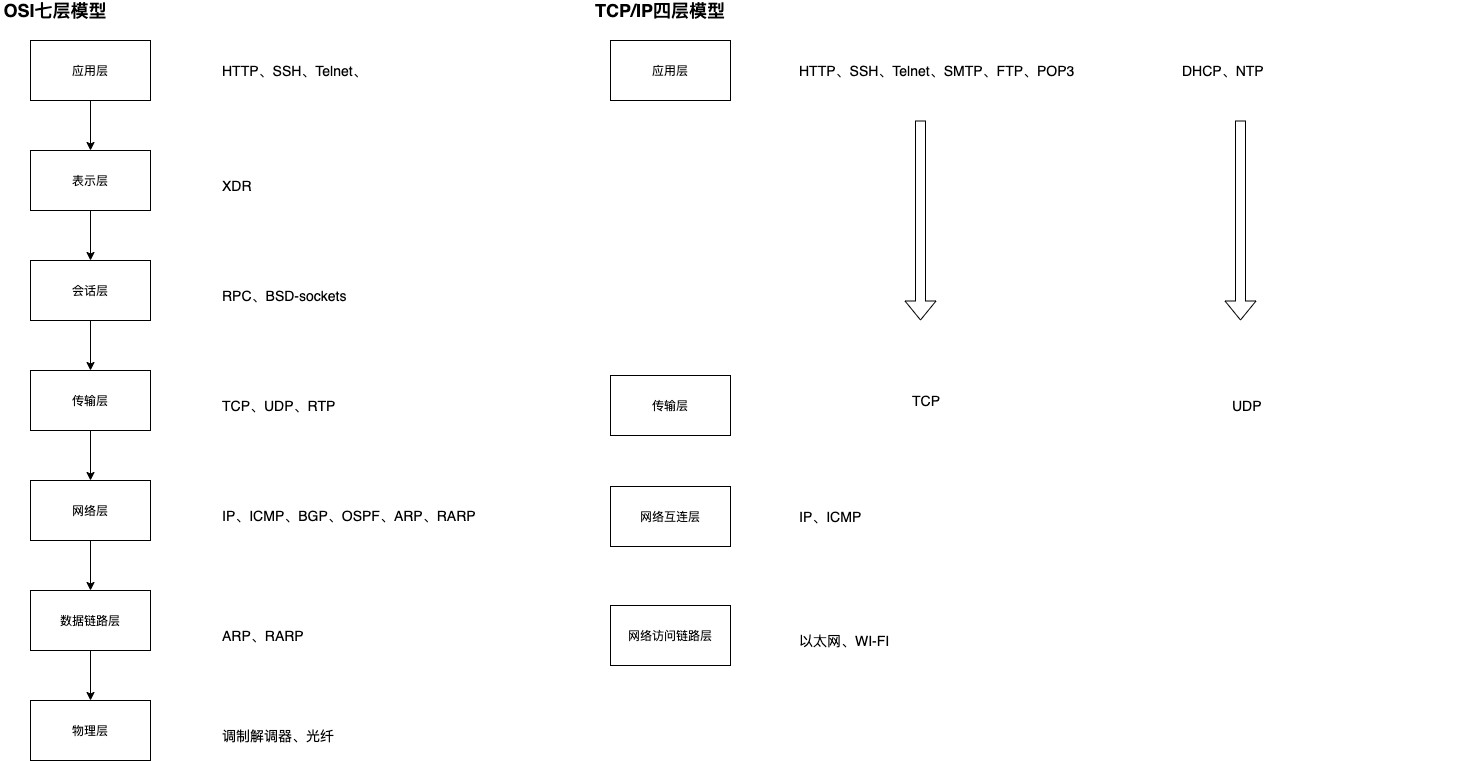 OSI七层模型
应用层
HTTP、SSH、Telnet、
表示层
XDR
会话层
RPC、BSD-sockets
传输层
TCP、UDP、RTP
网络层
IP、ICMP、BGP、OSPF、ARP、RARP
数据链路层
ARP、RARP
物理层
调制解调器、光纤
TCP/IP四层模型
应用层
HTTP、SSH、Telnet、SMTP、FTP、POP3
DHCP、NTP
传输层
TCP
UDP
网络互连层
IP、ICMP
网络访问链路层
以太网、WI-FI